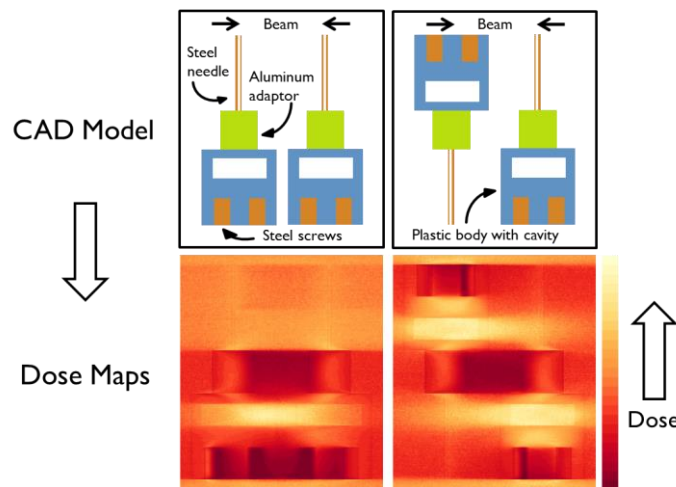 Beam
Beam
Steel
needle
Aluminum
adaptor
CAD Model
Steel screws
Plastic body with cavity
Dose Maps
Dose